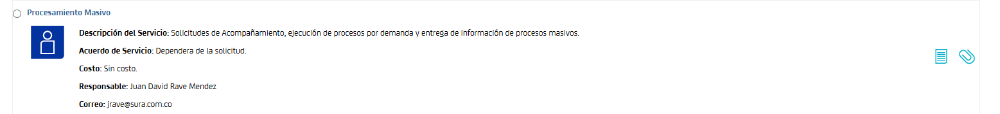 Procesamiento Masivo
Descripción del Servicio: Solicitudes de Acompañamiento, ejecución de procesos por demanda y entrega de información de procesos masivos.
Acuerdo de Servicio: Dependera de la solicitud.
Costo: Sin costo.
Responsable: Juan David Rave Mendez
Correo: jrave@sura.com.co